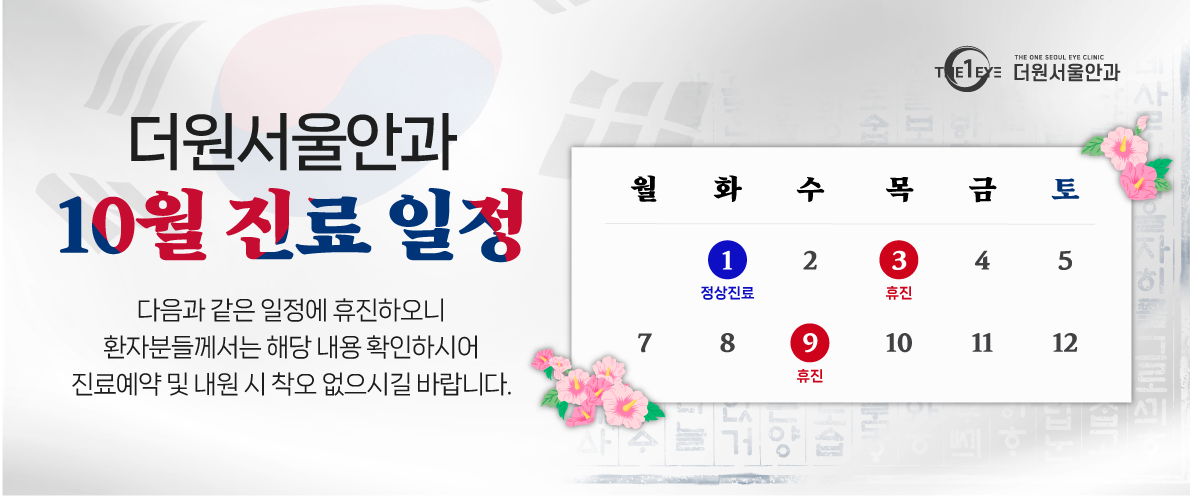 THE 1 EYE
THE ONE SEOUL EYE CLINIC
더원서울안과
더원서울안과
10월 진료 일정
다음과 같은 일정에 휴진하오니
환자분들께서는 해당 내용 확인하시어
진료예약 및 내원 시 착오 없으시길 바랍니다.
월 화 수 목 금 토
1 2 3 4 5
정상진료 휴진
7 8 9 10 11 12
휴진